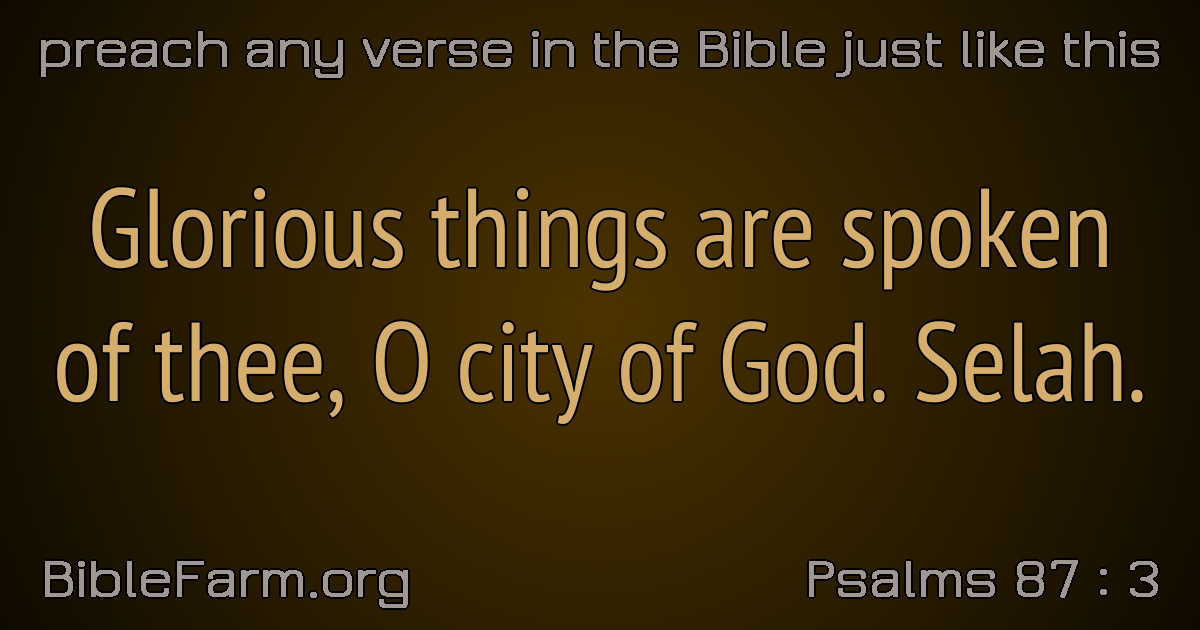 preach any verse in the Bible just like this
Glorious things are spoken
of thee, O city of God. Selah.
BibleFarm.org
Psalms 87 : 3